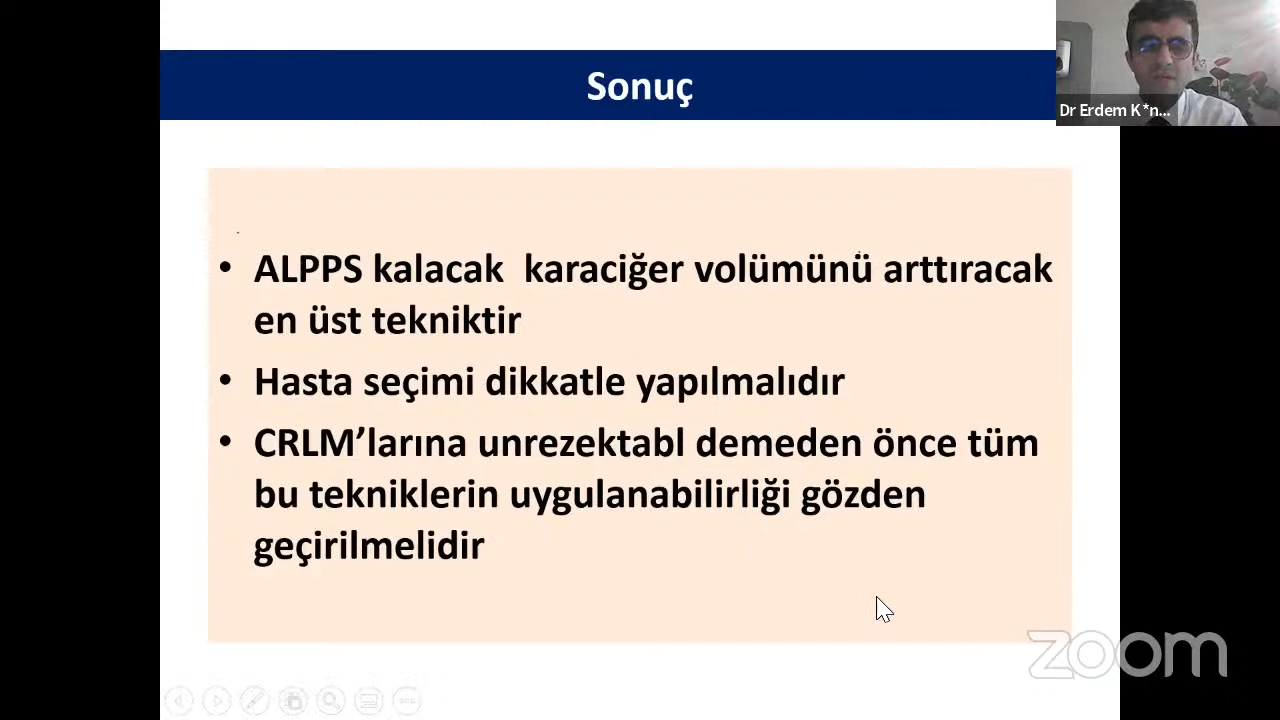 Sonuç
Dr Erdem K*n...
• ALPPS kalacak karaciğer volümünü arttıracak
en üst tekniktir
• Hasta seçimi dikkatle yapılmalıdır
• CRLM’larına unrezektabl demeden önce tüm
bu tekniklerin uygulanabilirliği gözden
geçirilmelidir
zoom